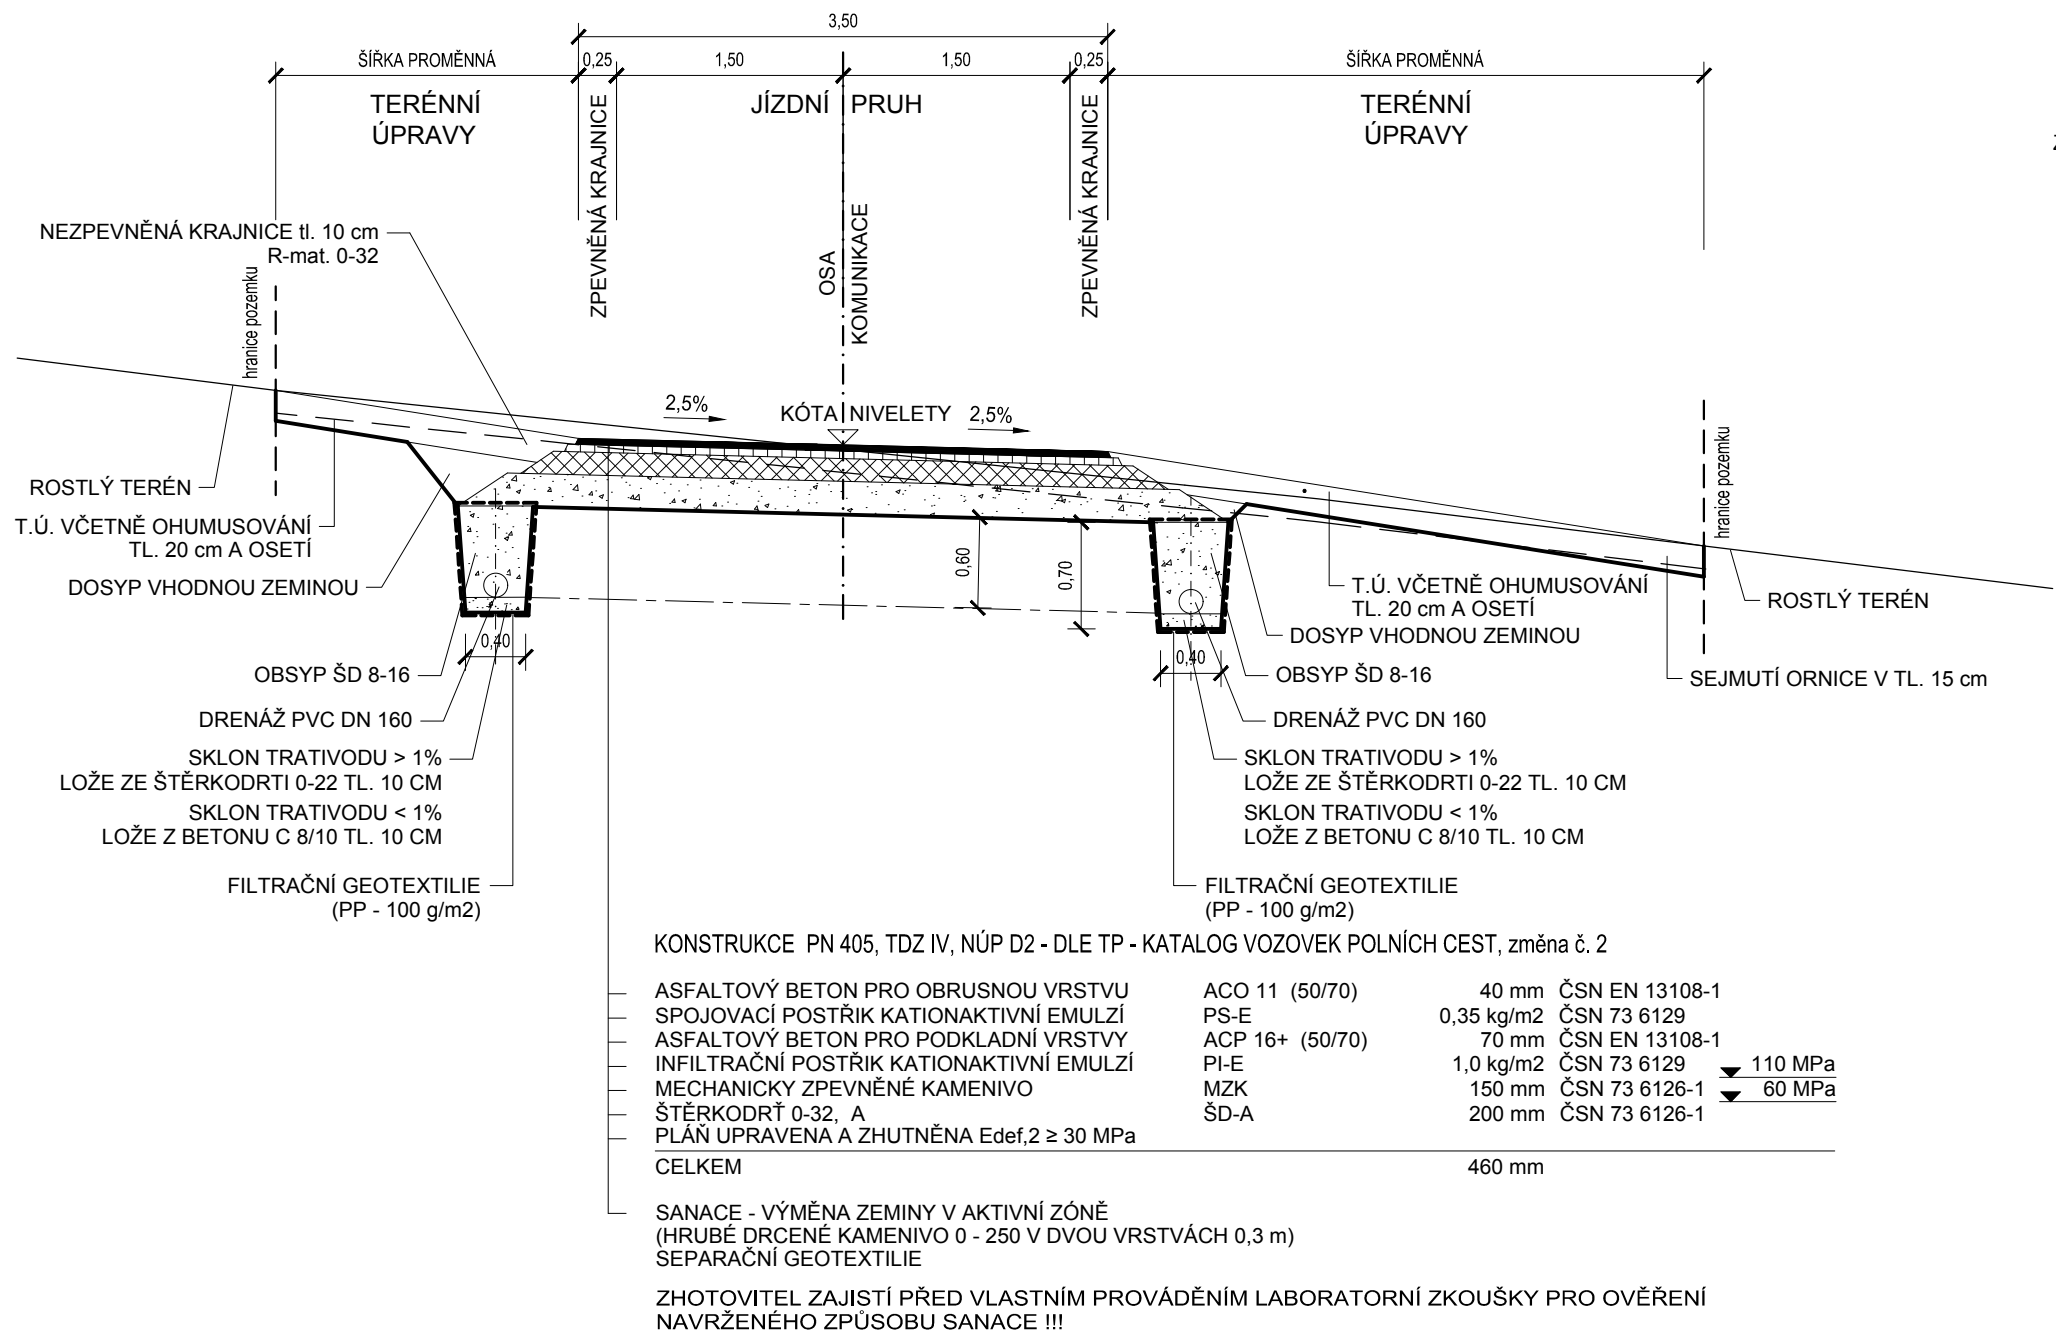 3,50
ŠÍŘKA PROMĚNNÁ
0,25
1,50
1,50
0,25
ŠÍŘKA PROMĚNNÁ
TERÉNNÍ
ÚPRAVY
ZPEVNĚNÁ KRAJNICE
JÍZDNÍ PRUH
ZPEVNĚNÁ KRAJNICE
TERÉNNÍ
ÚPRAVY
OSA
KOMUNIKACE
NEZPEVNĚNÁ KRAJNICE tl. 10 cm
R-mat. 0-32
hranice pozemku
2,5%
KÓTA NIVELETY
2,5%
hranice pozemku
ROSTLÝ TERÉN
T.Ú. VČETNĚ OHUMUSOVÁNÍ
TL. 20 cm A OSETÍ
DOSYP VHODNOU ZEMINOU
0,60
0,70
T.Ú. VČETNĚ OHUMUSOVÁNÍ
TL. 20 cm A OSETÍ
ROSTLÝ TERÉN
DOSYP VHODNOU ZEMINOU
0,40
0,40
OBSYP ŠD 8-16
OBSYP ŠD 8-16
SEJMUTÍ ORNICE V TL. 15 cm
DRENÁŽ PVC DN 160
DRENÁŽ PVC DN 160
SKLON TRATIVODU > 1%
LOŽE ZE ŠTĚRKODRTI 0-22 TL. 10 CM
SKLON TRATIVODU < 1%
LOŽE Z BETONU C 8/10 TL. 10 CM
SKLON TRATIVODU > 1%
LOŽE ZE ŠTĚRKODRTI 0-22 TL. 10 CM
SKLON TRATIVODU < 1%
LOŽE Z BETONU C 8/10 TL. 10 CM
FILTRAČNÍ GEOTEXTILIE
(PP - 100 g/m2)
FILTRAČNÍ GEOTEXTILIE
(PP - 100 g/m2)
KONSTRUKCE PN 405, TDZ IV, NÚP D2 - DLE TP - KATALOG VOZOVEK POLNÍCH CEST, změna č. 2
ASFALTOVÝ BETON PRO OBRUSNOU VRSTVU ACO 11 (50/70) 40 mm ČSN EN 13108-1
SPOJOVACÍ POSTŘIK KATIONAKTIVNÍ EMULZÍ PS-E 0,35 kg/m2 ČSN 73 6129
ASFALTOVÝ BETON PRO PODKLADNÍ VRSTVY ACP 16+ (50/70) 70 mm ČSN EN 13108-1
INFILTRAČNÍ POSTŘIK KATIONAKTIVNÍ EMULZÍ PI-E 1,0 kg/m2 ČSN 73 6129 110 MPa
MECHANICKY ZPEVNĚNÉ KAMENIVO MZK 150 mm ČSN 73 6126-1 60 MPa
ŠTĚRKODRŤ 0-32, A ŠD-A 200 mm ČSN 73 6126-1
PLÁŇ UPRAVENA A ZHUTNĚNA Edef,2 ≥ 30 MPa
CELKEM 460 mm
SANACE - VÝMĚNA ZEMINY V AKTIVNÍ ZÓNĚ
(HRUBÉ DRCENÉ KAMENIVO 0 - 250 V DVOU VRSTVÁCH 0,3 m)
SEPARAČNÍ GEOTEXTILIE
ZHOTOVITEL ZAJISTÍ PŘED VLASTNÍM PROVÁDĚNÍM LABORATORNÍ ZKOUŠKY PRO OVĚŘENÍ
NAVRŽENÉHO ZPŮSOBU SANACE !!!